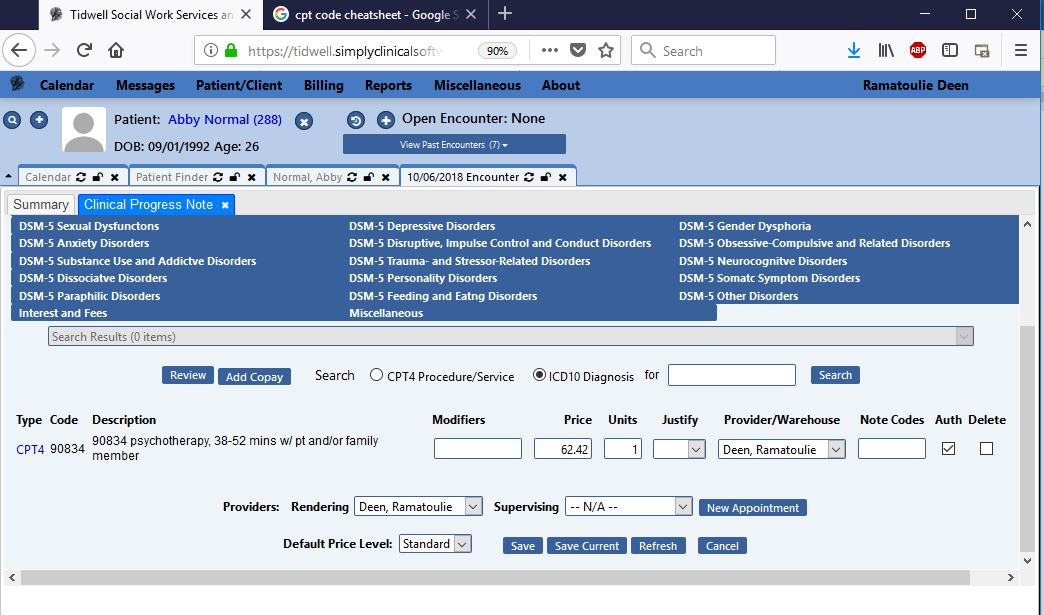 Tidwell Social Work Services an
cpt code cheatsheet - Google S
https://tidwell.simplyclinicalsoftw
90%
Search
ABP
Calendar Messages Patient/Client Billing Reports Miscellaneous About Ramatoulie Deen
Patient: Abby Normal (288)
DOB: 09/01/1992 Age: 26
Open Encounter: None
View Past Encounters (7)
Calendar Patient Finder Normal, Abby 10/06/2018 Encounter
Summary Clinical Progress Note
DSM-5 Sexual Dysfunctons DSM-5 Depressive Disorders DSM-5 Gender Dysphoria
DSM-5 Anxiety Disorders DSM-5 Disruptive, Impulse Control and Conduct Disorders DSM-5 Obsessive-Compulsive and Related Disorders
DSM-5 Substance Use and Addictve Disorders DSM-5 Trauma- and Stressor-Related Disorders DSM-5 Neurocognitve Disorders
DSM-5 Dissociatve Disorders DSM-5 Personality Disorders DSM-5 Somatc Symptom Disorders
DSM-5 Paraphilic Disorders DSM-5 Feeding and Eatng Disorders DSM-5 Other Disorders
Interest and Fees Miscellaneous
Search Results (0 items)
Review Add Copay Search CPT4 Procedure/Service ICD10 Diagnosis for Search
Type Code Description Modifiers Price Units Justify Provider/Warehouse Note Codes Auth Delete
CPT4 90834 90834 psychotherapy, 38-52 mins w/ pt and/or family member 62.42 1 Deen, Ramatoulie
Providers: Rendering Deen, Ramatoulie Supervising -- N/A -- New Appointment
Default Price Level: Standard Save Save Current Refresh Cancel